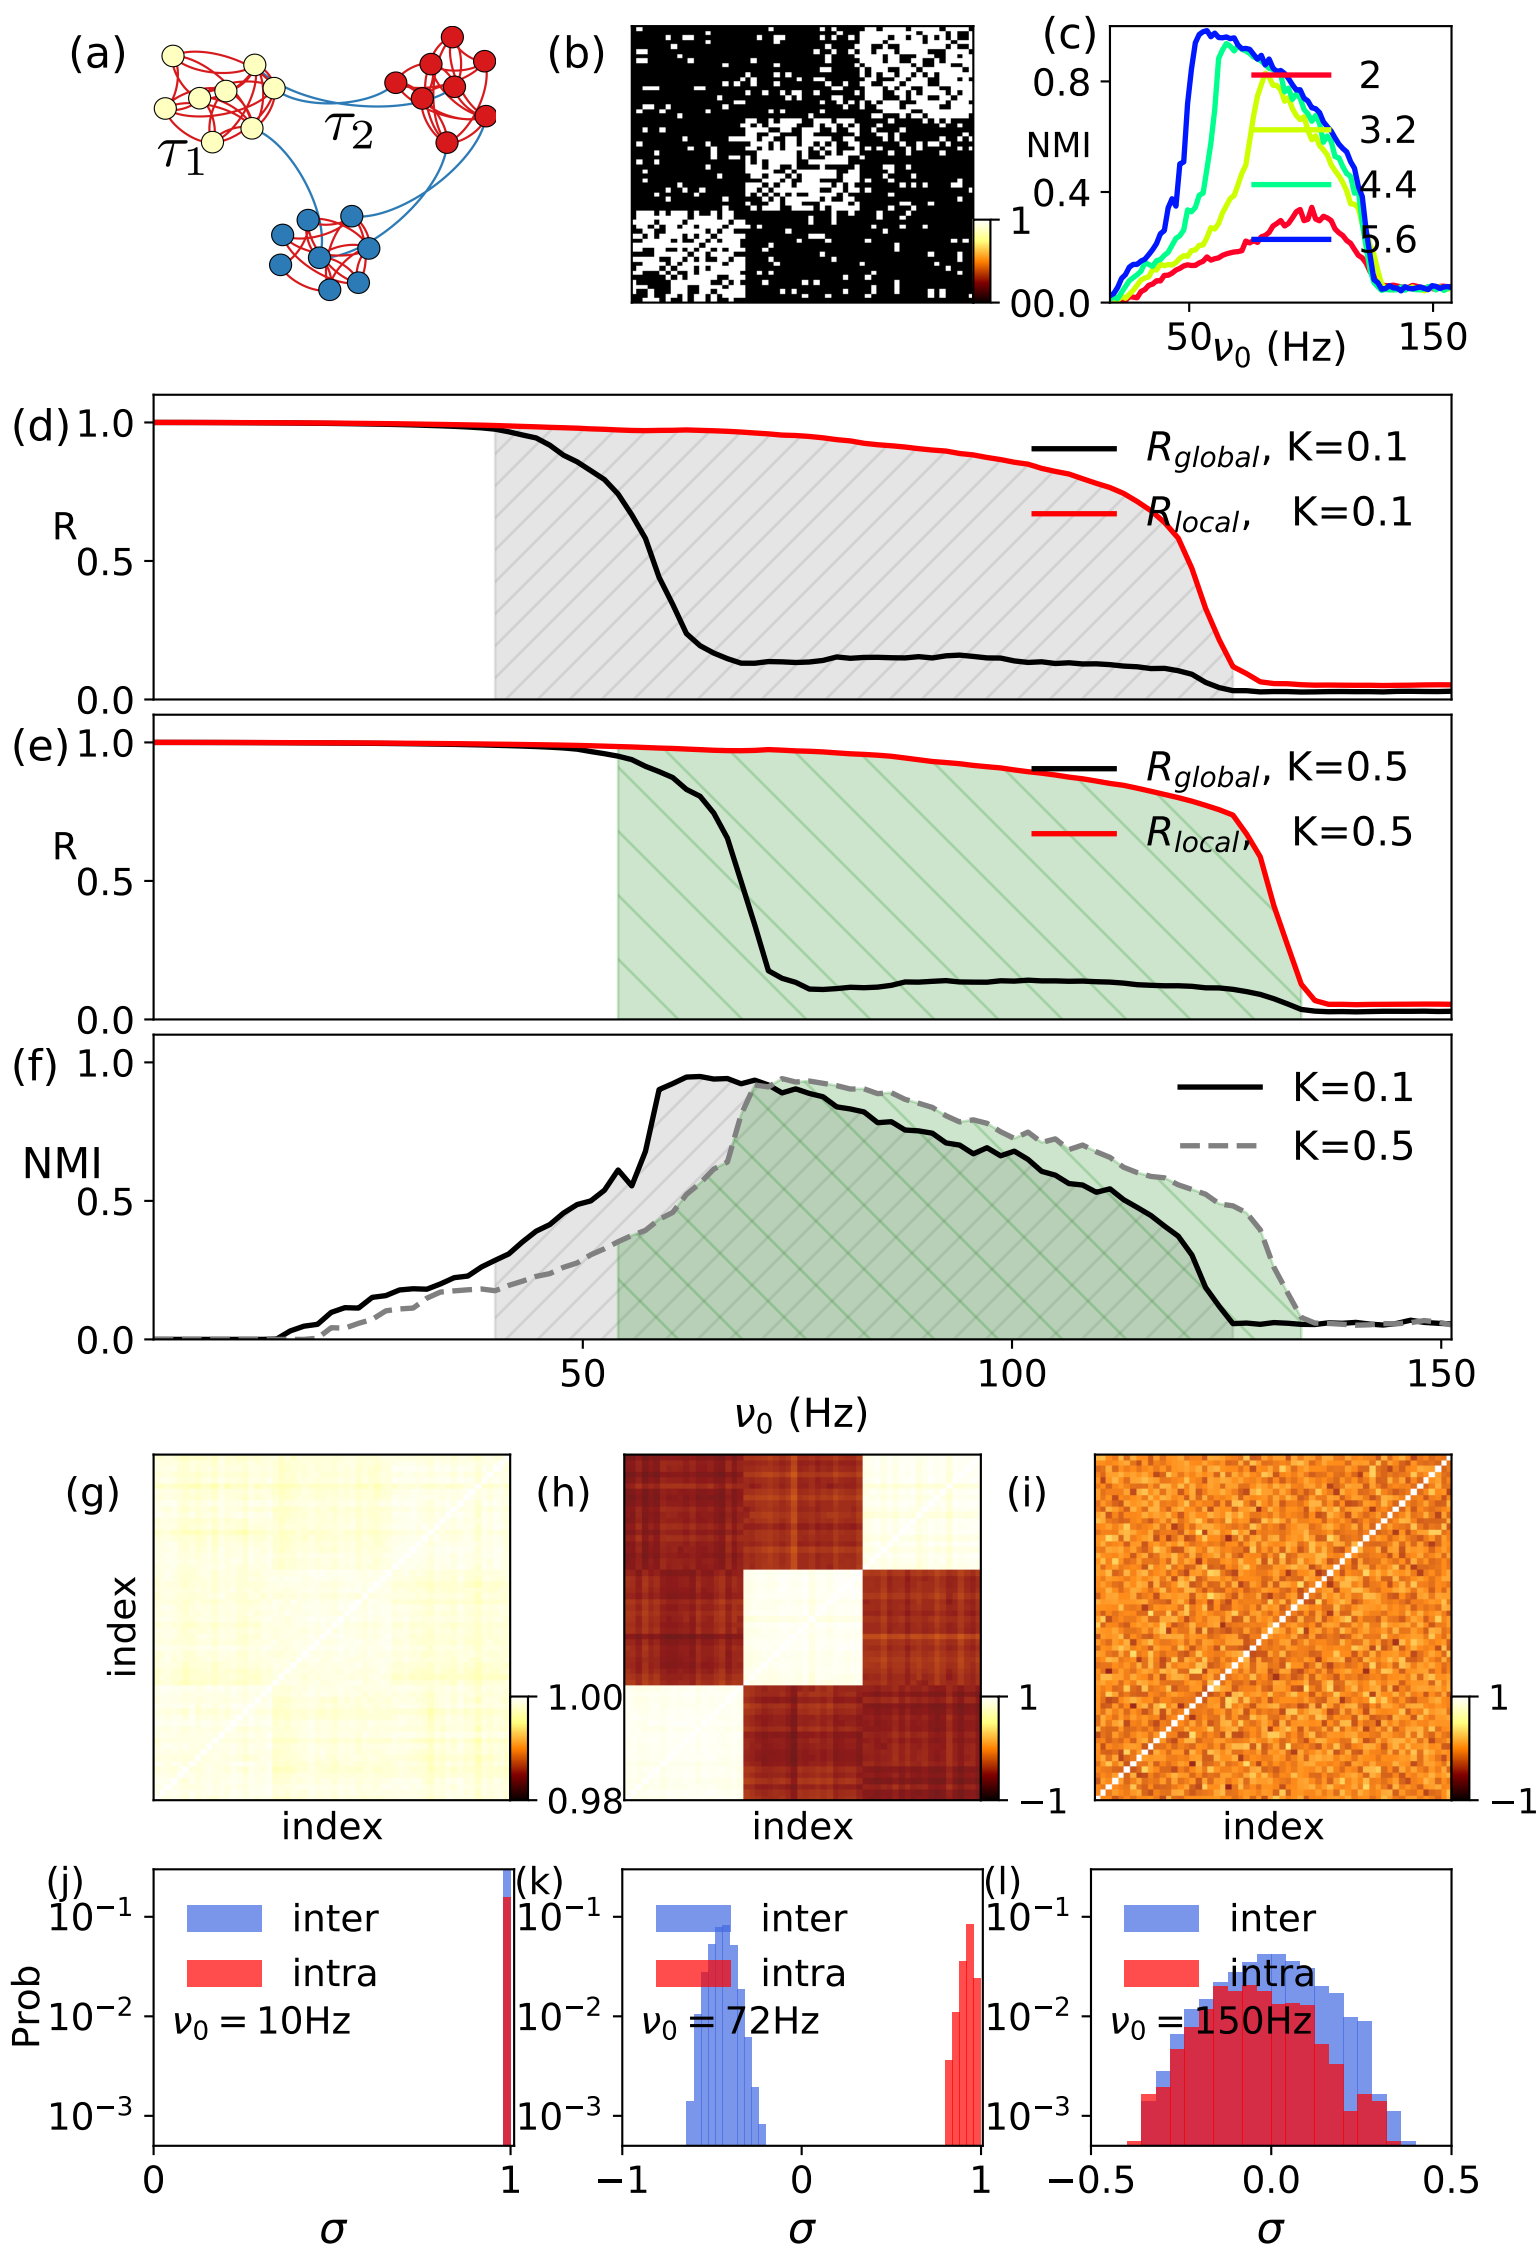 (a)
τ1
τ2
(b)
1
0
(c)
0.8
NMI
0.4
0.0
2
3.2
4.4
5.6
50
150
ν0 (Hz)
(d)
1.0
R
0.5
0.0
Rglobal, K=0.1
Rlocal, K=0.1
(e)
1.0
R
0.5
0.0
Rglobal, K=0.5
Rlocal, K=0.5
(f)
1.0
NMI
0.5
0.0
K=0.1
K=0.5
50
100
150
ν0 (Hz)
(g)
index
1.00
0.98
index
(h)
1
−1
index
(i)
1
−1
index
(j)
10−1
Prob
10−2
10−3
inter
intra
ν0 = 10Hz
0
1
σ
(k)
10−1
10−2
10−3
inter
intra
ν0 = 72Hz
−1
0
1
σ
(l)
10−1
10−2
10−3
inter
intra
ν0 = 150Hz
−0.5
0.0
0.5
σ